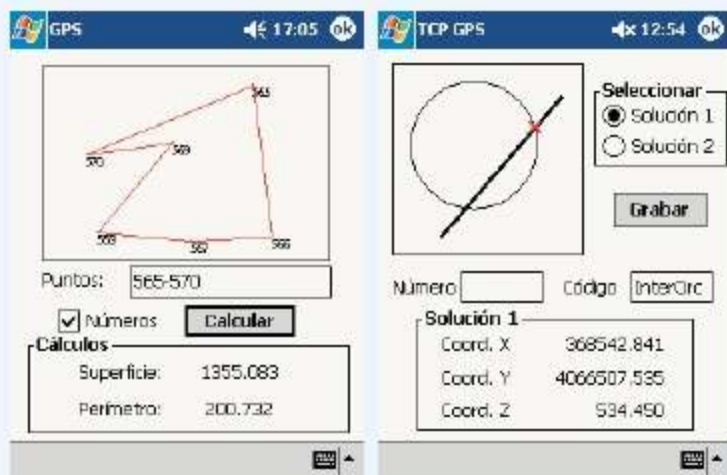 GPS 17:05 ok
565
569
570
567
566
Puntos: 565-570
Números Calcular
Cálculos
Superficie: 1355.083
Perímetro: 200.732
TCP GPS 12:54 ok
Seleccionar
Solución 1
Solución 2
Grabar
Número Código InterCirc
Solución 1
Coord. X 368542.841
Coord. Y 4066507.535
Coord. Z 534.450